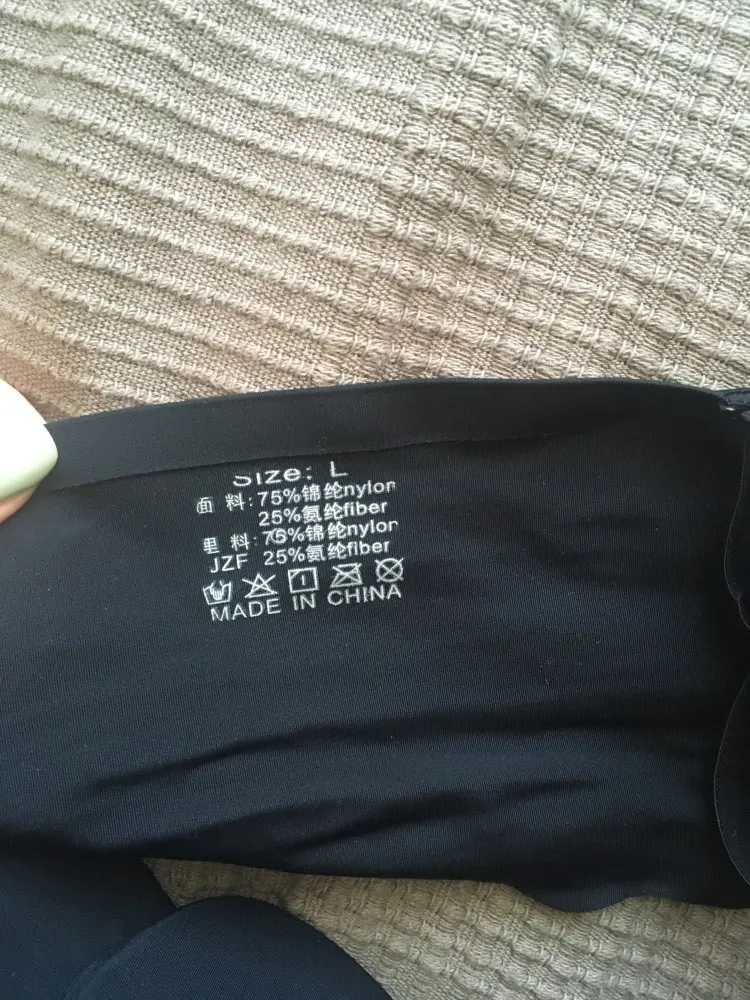 Size: L
面 料: 75%锦纶nylon
25%氨纶fiber
里 料: 75%锦纶nylon
JZF 25%氨纶fiber
MADE IN CHINA